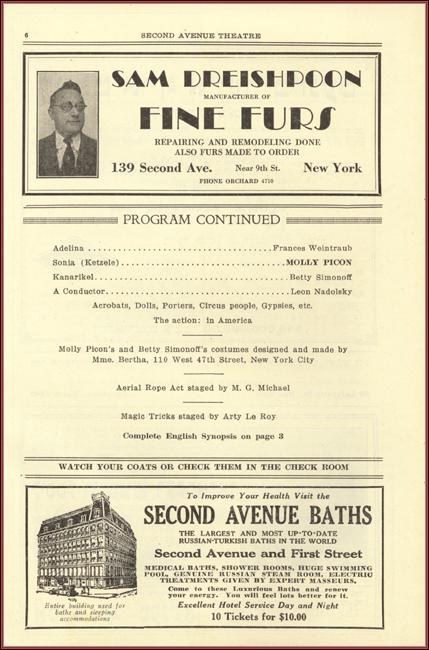 6
SECOND AVENUE THEATRE
SAM DREISHPOON
MANUFACTURER OF
FINE FURS
REPAIRING AND REMODELING DONE
ALSO FURS MADE TO ORDER
139 Second Ave. Near 9th St. New York
PHONE ORCHARD 4710
PROGRAM CONTINUED
Adelina ........................................Frances Weintraub
Sonia (Ketzele).................................MOLLY PICON
Kanarikel.......................................Betty Simonoff
A Conductor.....................................Leon Nadolsky
Acrobats, Dolls, Porters, Circus people, Gypsies, etc.
The action: in America
Molly Picon's and Betty Simonoff's costumes designed and made by
Mme. Bertha, 110 West 47th Street, New York City
Aerial Rope Act staged by M. G. Michael
Magic Tricks staged by Arty Le Roy
Complete English Synopsis on page 3
WATCH YOUR COATS OR CHECK THEM IN THE CHECK ROOM
To Improve Your Health Visit the
SECOND AVENUE BATHS
THE LARGEST AND MOST UP-TO-DATE
RUSSIAN-TURKISH BATHS IN THE WORLD
Second Avenue and First Street
MEDICAL BATHS, SHOWER ROOMS, HUGE SWIMMING
POOL, GENUINE RUSSIAN STEAM ROOM, ELECTRIC
TREATMENTS GIVEN BY EXPERT MASSEURS.
Come to these Luxurious Baths and renew
your energy. You will feel lots better for it.
Excellent Hotel Service Day and Night
10 Tickets for $10.00
Entire building used for
baths and sleeping
accommodations